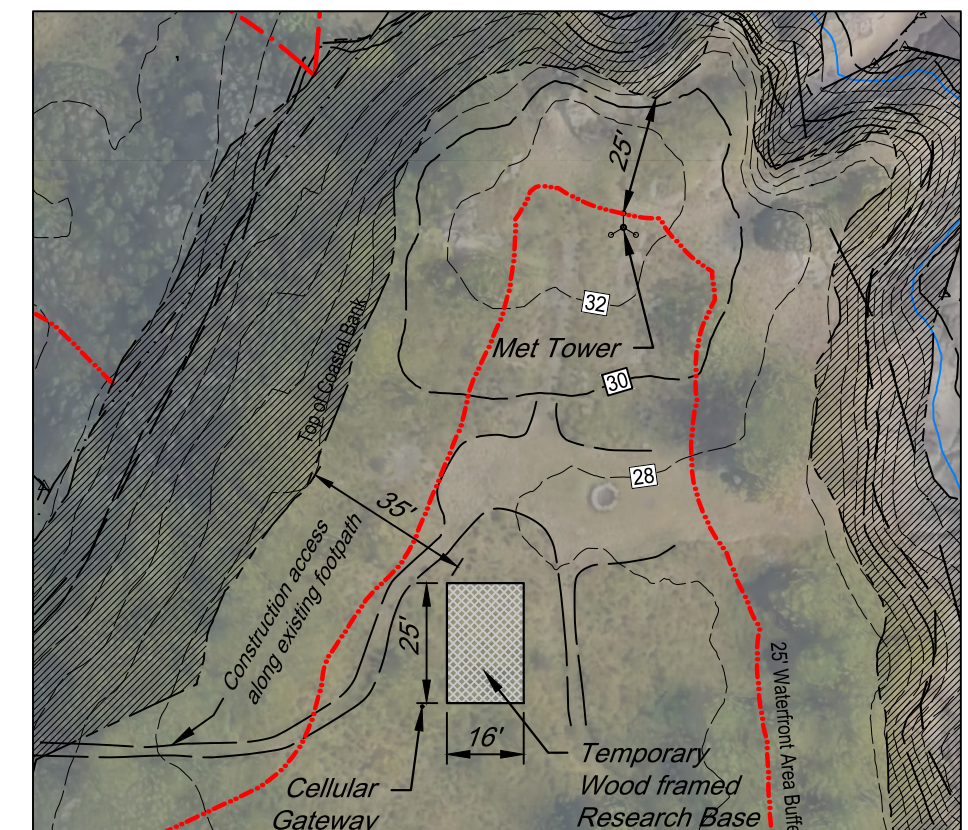 25'
32
Met Tower
Top of Coastal Bank
30
28
35'
Construction access
along existing footpath
25'
16'
Temporary
Wood framed
Research Base
Cellular
Gateway
25' Waterfront Area Buffe